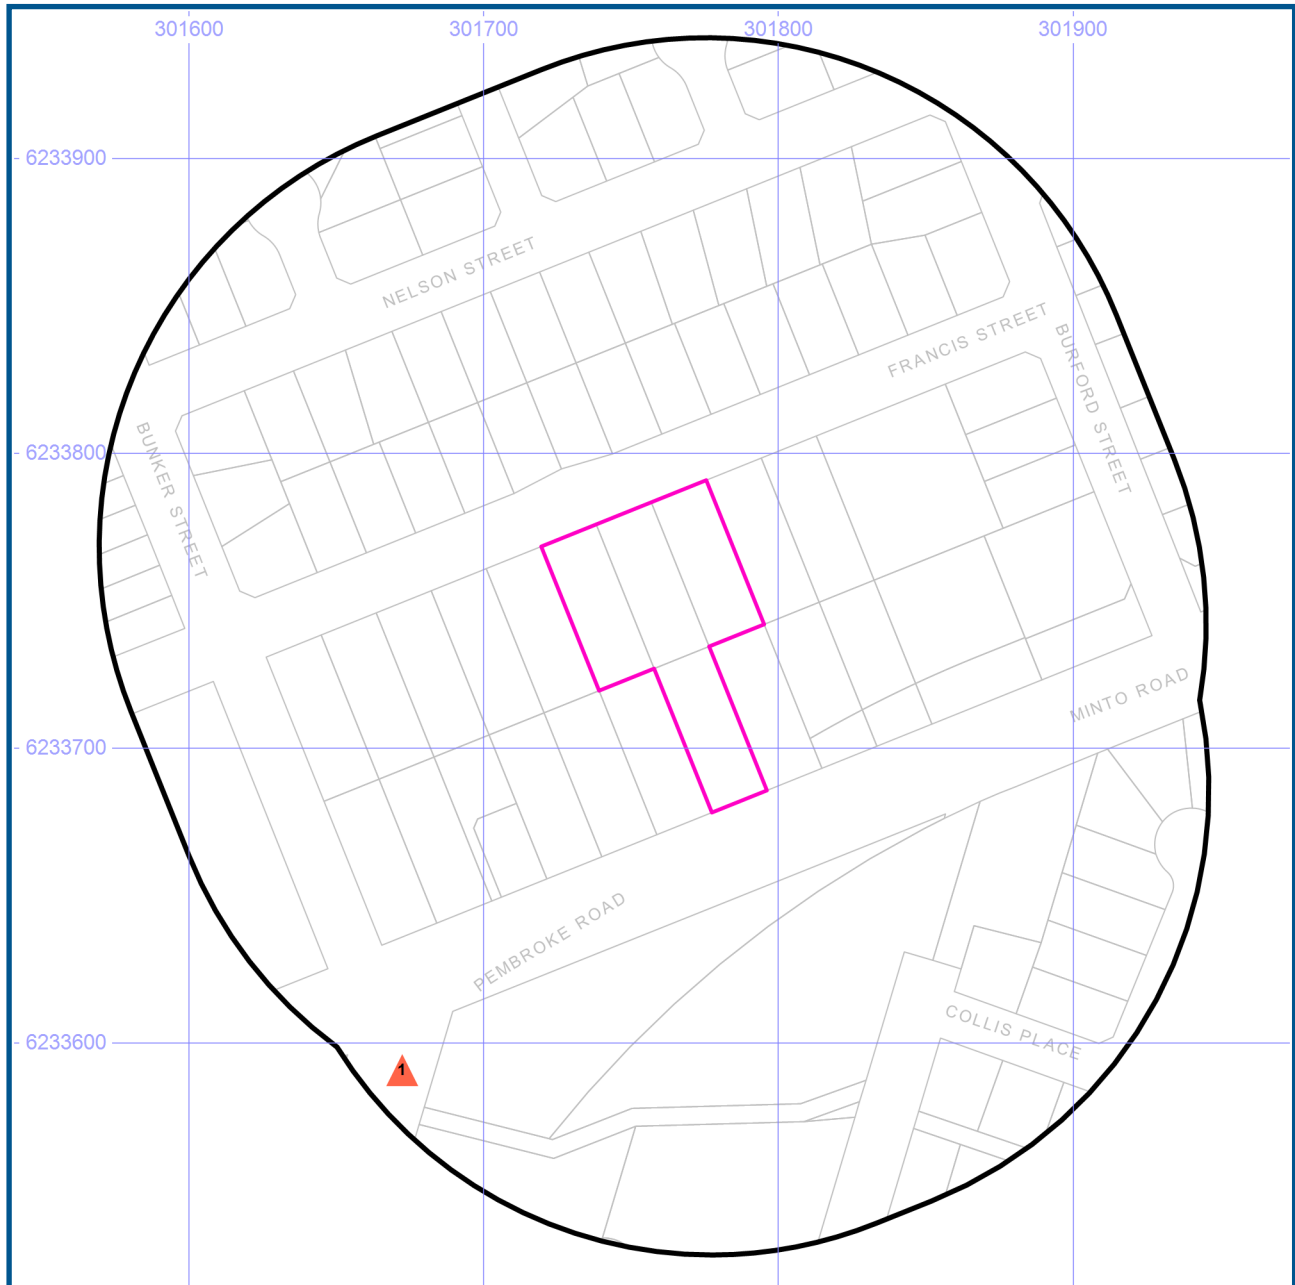 301600 301700 301800 301900
6233900
NELSON STREET
FRANCIS STREET
BURFORD STREET
BUNKER STREET
6233800
MINTO ROAD
6233700
PEMBROKE ROAD
COLLIS PLACE
6233600
1